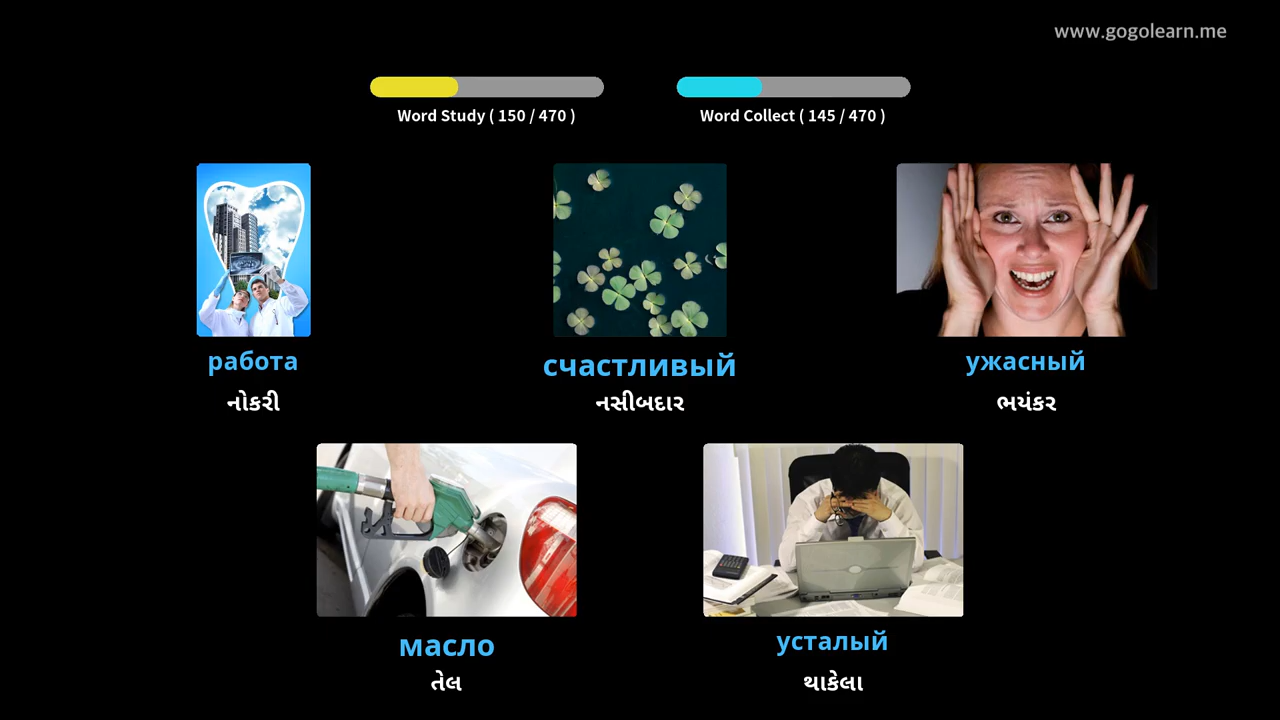 www.gogolearn.me
Word Study ( 150 / 470 )
Word Collect ( 145 / 470 )
работа
счастливый
ужасный
નોકરી
નસીબદાર
ભયંકર
масло
усталый
તેલ
થાકેલા